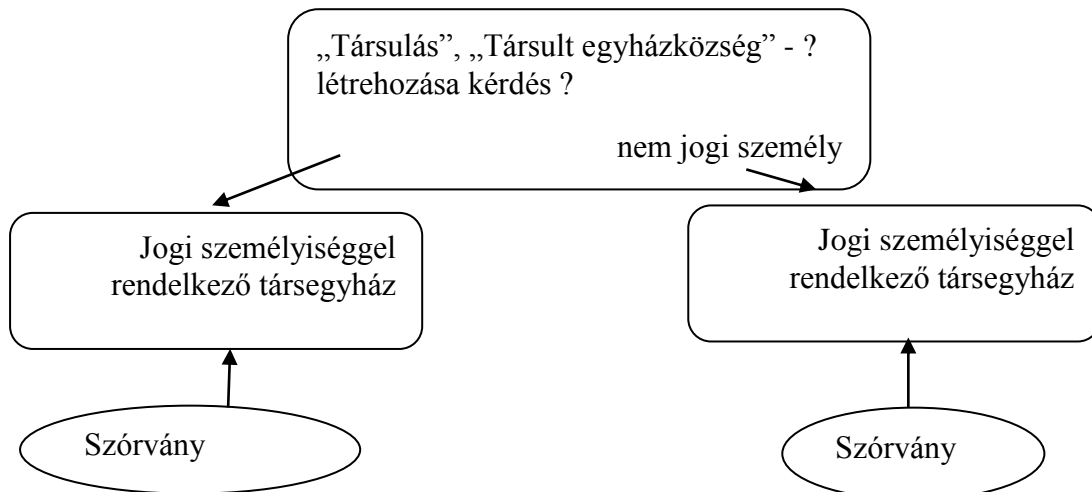 „Társulás”, „Társult egyházközség” - ?
létrehozása kérdés ?
nem jogi személy
Jogi személyiséggel
rendelkező társegyház
Jogi személyiséggel
rendelkező társegyház
Szórvány
Szórvány